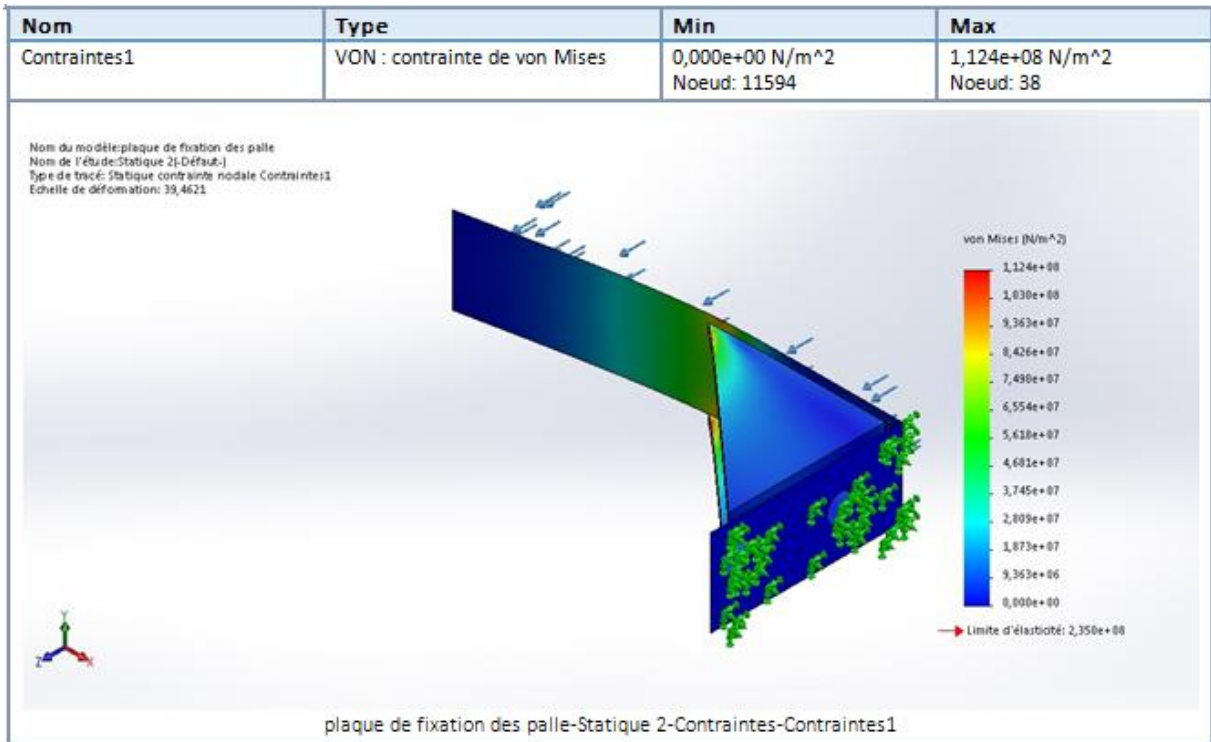 Nom Type Min Max
Contraintes1 VON : contrainte de von Mises 0,000e+00 N/m^2 1,124e+08 N/m^2
Noeud: 11594 Noeud: 38
Nom du modèle:plaque de fixation des palle
Nom de l'étude:Statique 2(-Défaut-)
Type de tracé: Statique contrainte nodale Contraintes1
Echelle de déformation: 39,4621
von Mises (N/m^2)
1,124e+08
1,030e+08
9,363e+07
8,426e+07
7,490e+07
6,554e+07
5,618e+07
4,681e+07
3,745e+07
2,809e+07
1,873e+07
9,363e+06
0,000e+00
Limite d'élasticité: 2,350e+08
Y
Z
X
plaque de fixation des palle-Statique 2-Contraintes-Contraintes1